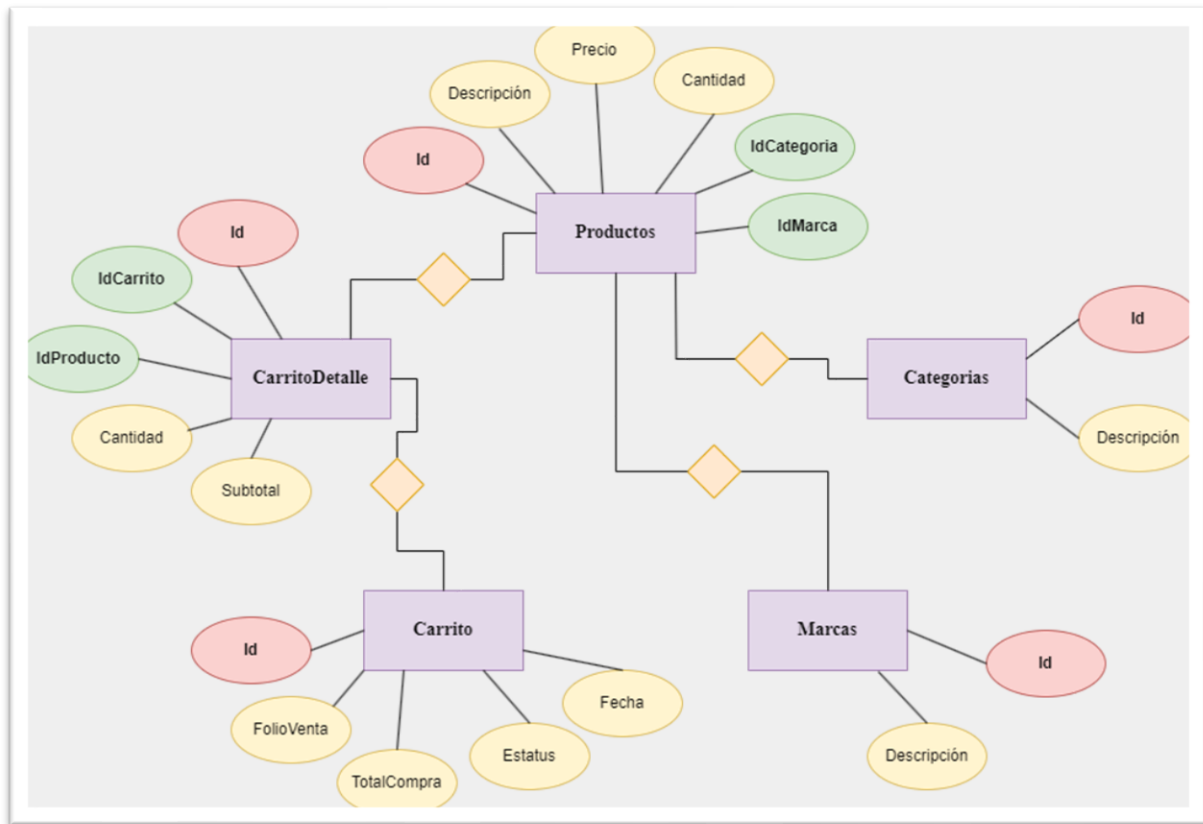 Precio
Descripción
Cantidad
Id
IdCategoria
IdMarca
Productos
Id
IdCarrito
IdProducto
CarritoDetalle
Cantidad
Subtotal
Id
Categorias
Descripción
Id
Carrito
FolioVenta
TotalCompra
Estatus
Fecha
Marcas
Id
Descripción